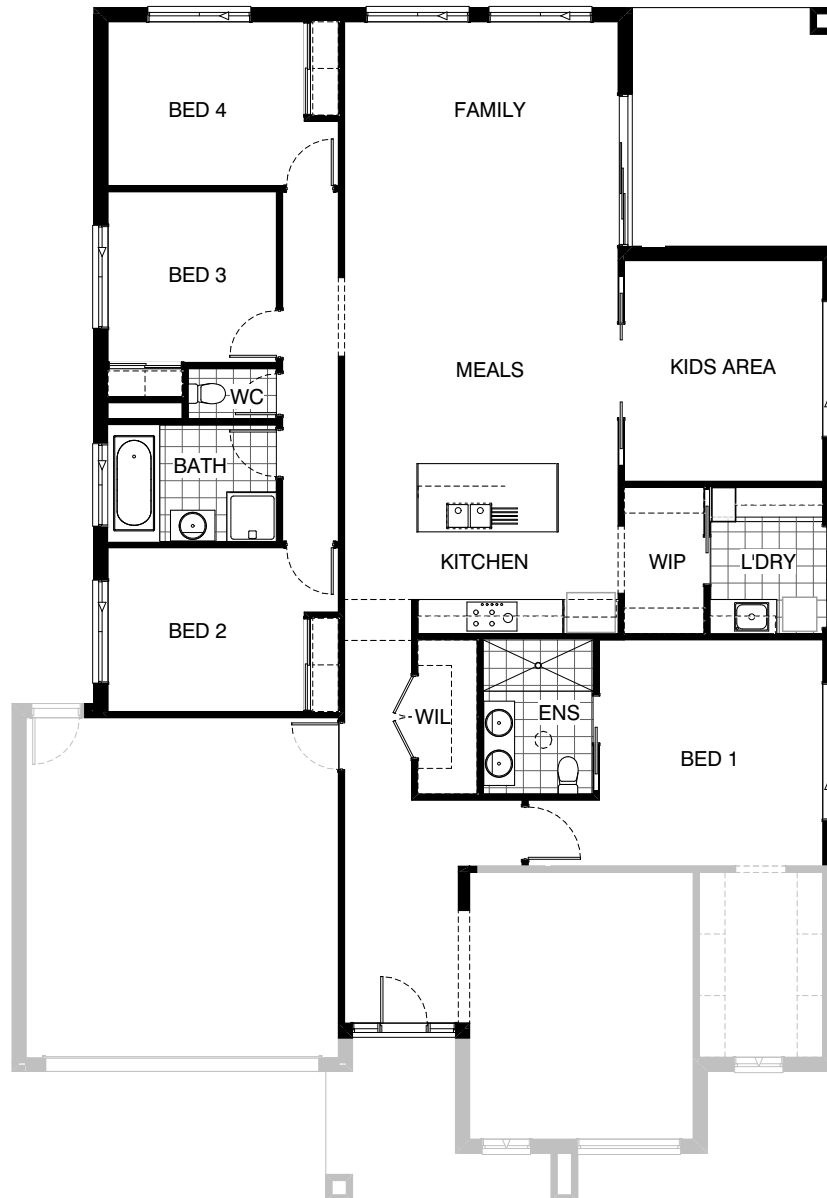 BED 4
FAMILY
BED 3
MEALS
KIDS AREA
WC
BATH
KITCHEN
WIP
L'DRY
BED 2
WIL
ENS
BED 1